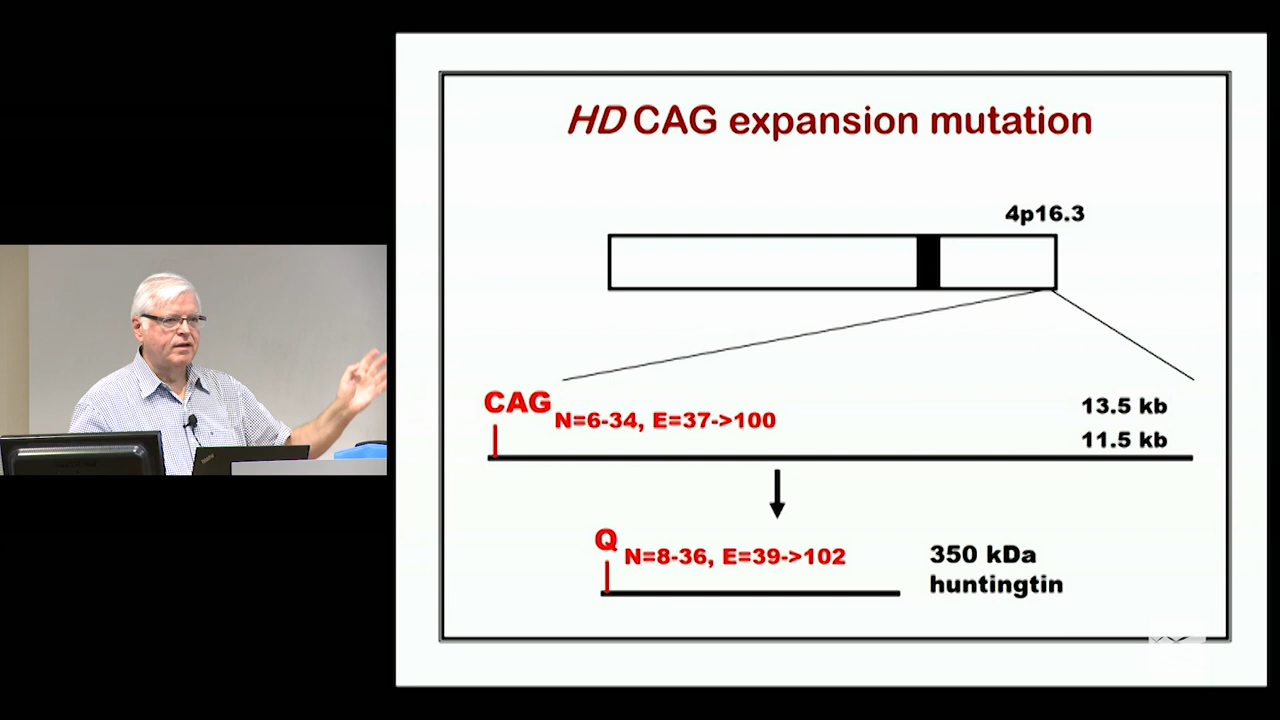 HD CAG expansion mutation
4p16.3
CAG N=6-34, E=37->100
13.5 kb
11.5 kb
Q N=8-36, E=39->102
350 kDa
huntingtin